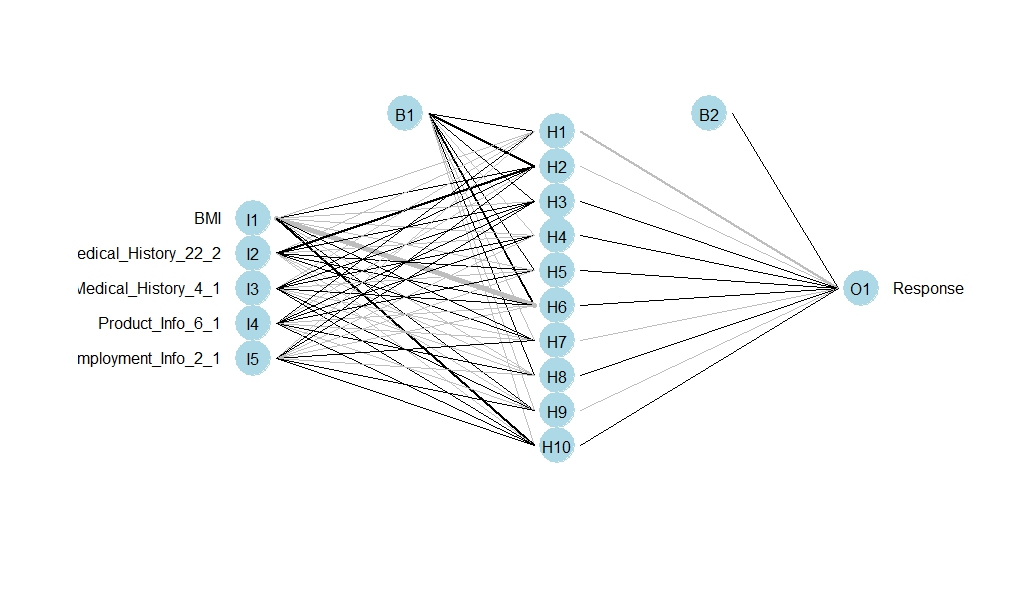 B1
B2
H1
H2
H3
H4
H5
H6
H7
H8
H9
H10
BMI I1
edical_History_22_2 I2
Medical_History_4_1 I3
Product_Info_6_1 I4
mployment_Info_2_1 I5
O1 Response